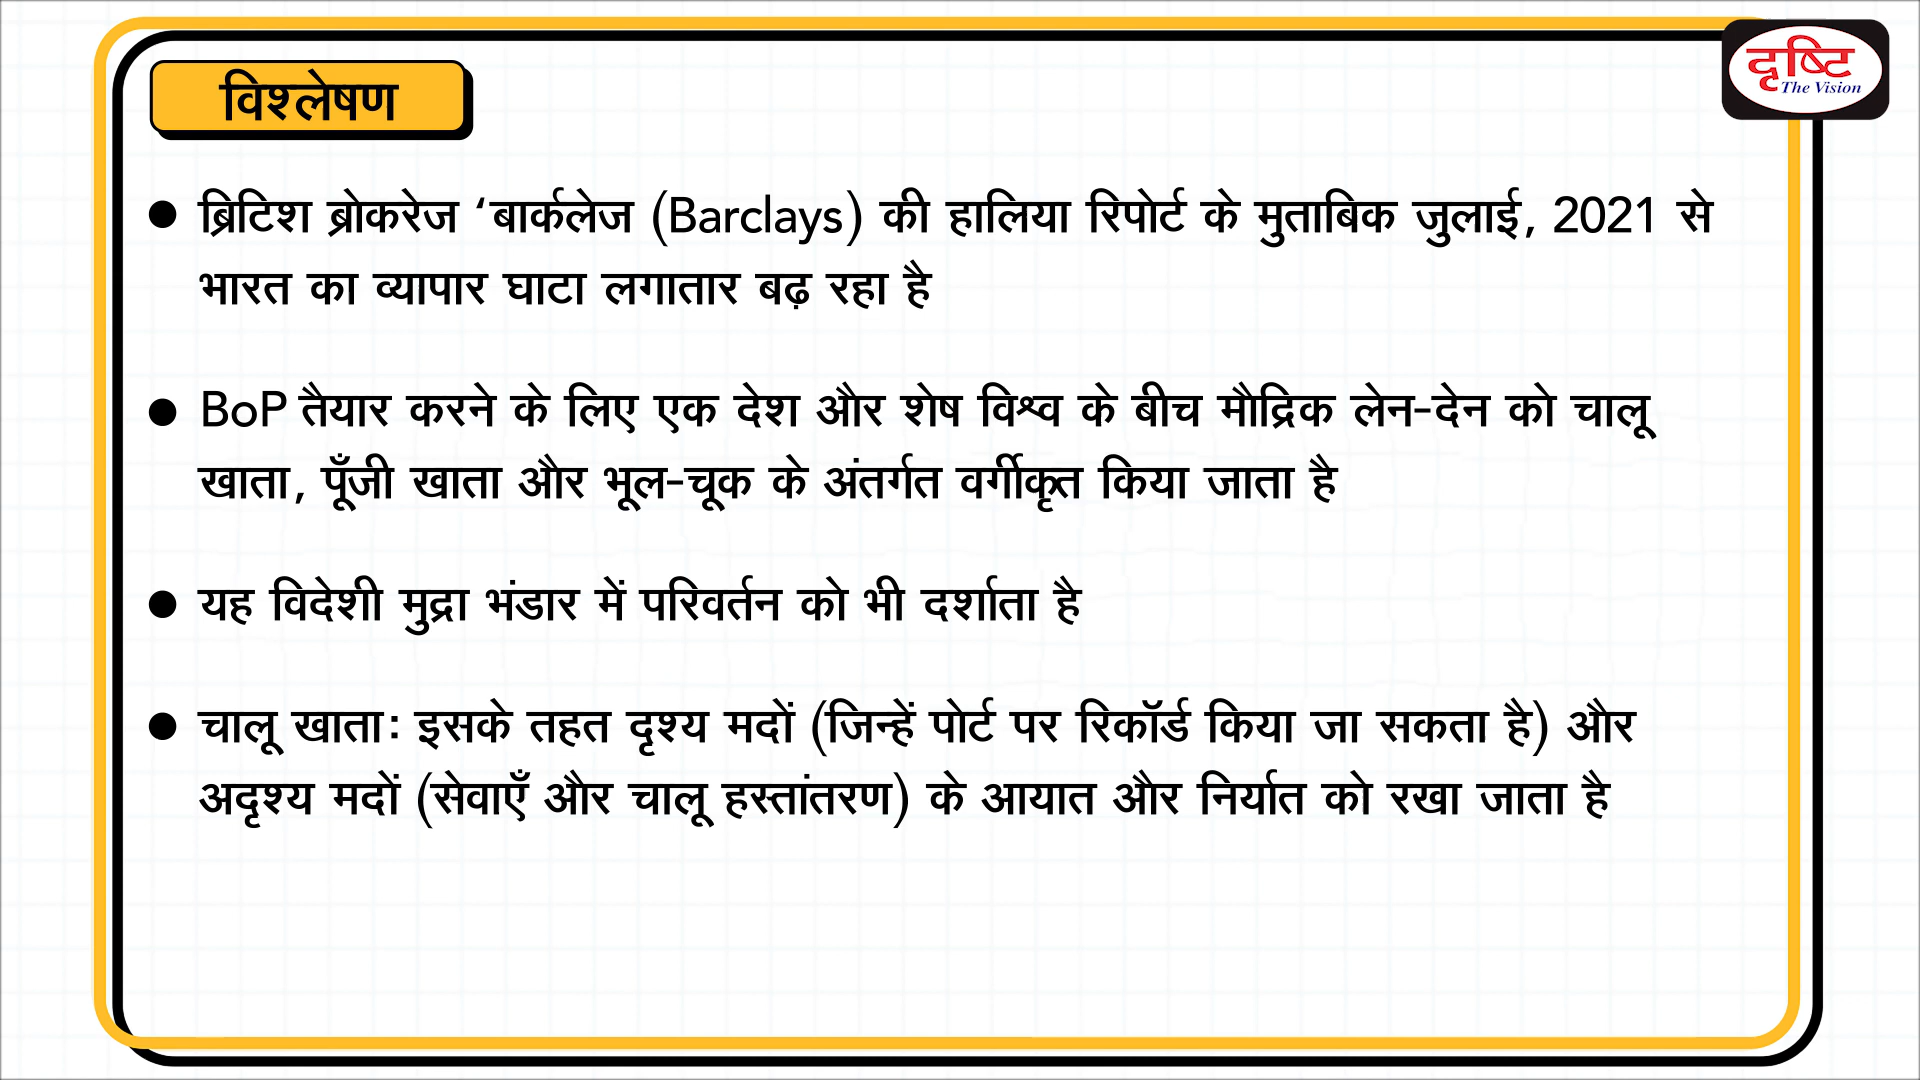 विश्लेषण
दृष्टि
The Vision
● ब्रिटिश ब्रोकरेज ‘बार्कलेज (Barclays) की हालिया रिपोर्ट के मुताबिक जुलाई, 2021 से
भारत का व्यापार घाटा लगातार बढ़ रहा है
● BoP तैयार करने के लिए एक देश और शेष विश्व के बीच मौद्रिक लेन-देन को चालू
खाता, पूँजी खाता और भूल-चूक के अंतर्गत वर्गीकृत किया जाता है
● यह विदेशी मुद्रा भंडार में परिवर्तन को भी दर्शाता है
● चालू खाता: इसके तहत दृश्य मदों (जिन्हें पोर्ट पर रिकॉर्ड किया जा सकता है) और
अदृश्य मदों (सेवाएँ और चालू हस्तांतरण) के आयात और निर्यात को रखा जाता है